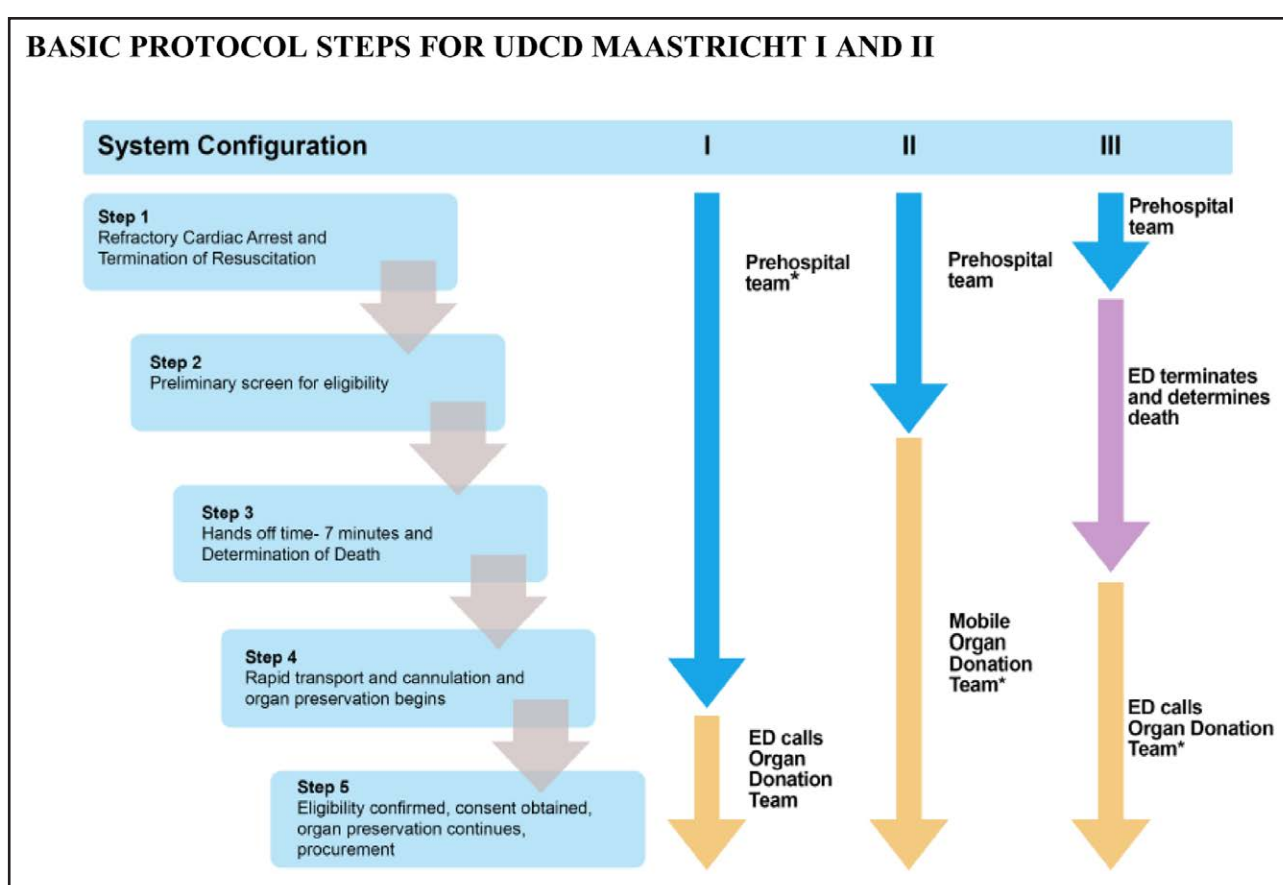 BASIC PROTOCOL STEPS FOR UDCD MAASTRICHT I AND II
System Configuration I II III
Step 1
Refractory Cardiac Arrest and
Termination of Resuscitation
Step 2
Preliminary screen for eligibility
Step 3
Hands off time- 7 minutes and
Determination of Death
Step 4
Rapid transport and cannulation and
organ preservation begins
Step 5
Eligibility confirmed, consent obtained,
organ preservation continues,
procurement
Prehospital
team*
ED calls
Organ
Donation
Team
Prehospital
team
Mobile
Organ
Donation
Team*
Prehospital
team
ED terminates
and determines
death
ED calls
Organ Donation
Team*